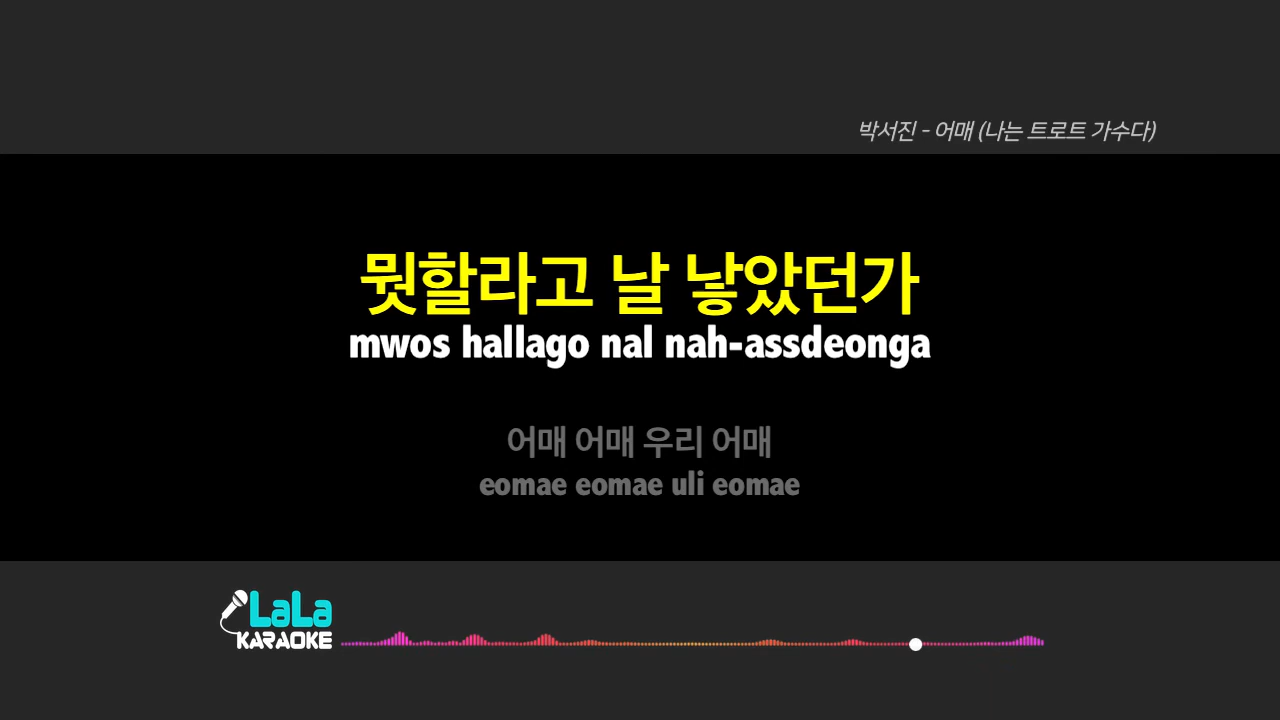 박서진 - 어매 (나는 트로트 가수다)
뭣할라고 날 낳았던가
mwos hallago nal nah-assdeonga
어매 어매 우리 어매
eomae eomae uli eomae
LaLa
KARAOKE